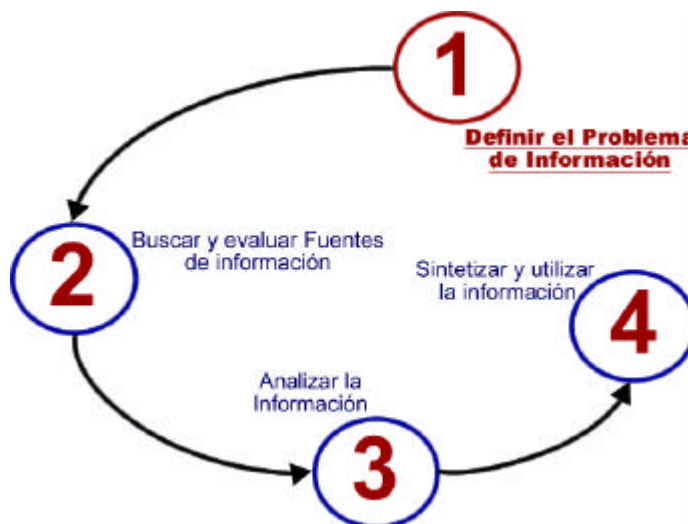 1
Definir el Problema
de Información
2
Buscar y evaluar Fuentes
de información
Analizar la
Información
3
Sintetizar y utilizar
la información
4